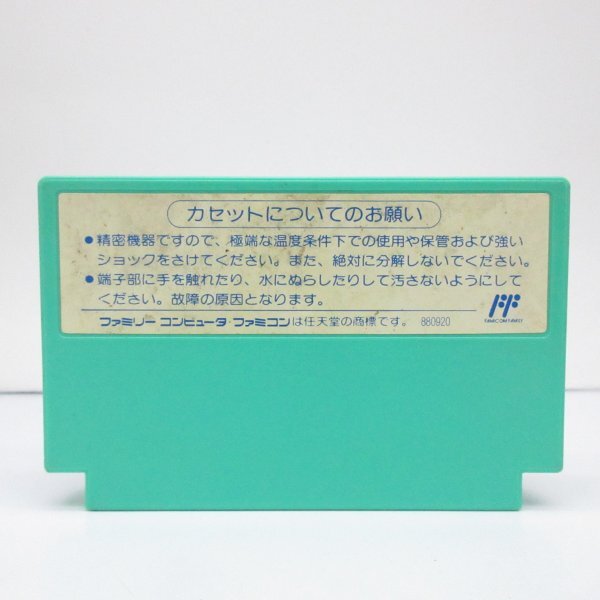 カセットについてのお願い
●精密機器ですので、極端な温度条件下での使用や保管および強い
ショックをさけてください。また、絶対に分解しないでください。
●端子部に手を触れたり、水にぬらしたりして汚さないようにして
ください。故障の原因となります。
ファミリー コンピュータ・ファミコンは任天堂の商標です。 880920
FF
FAMICOM FAMILY